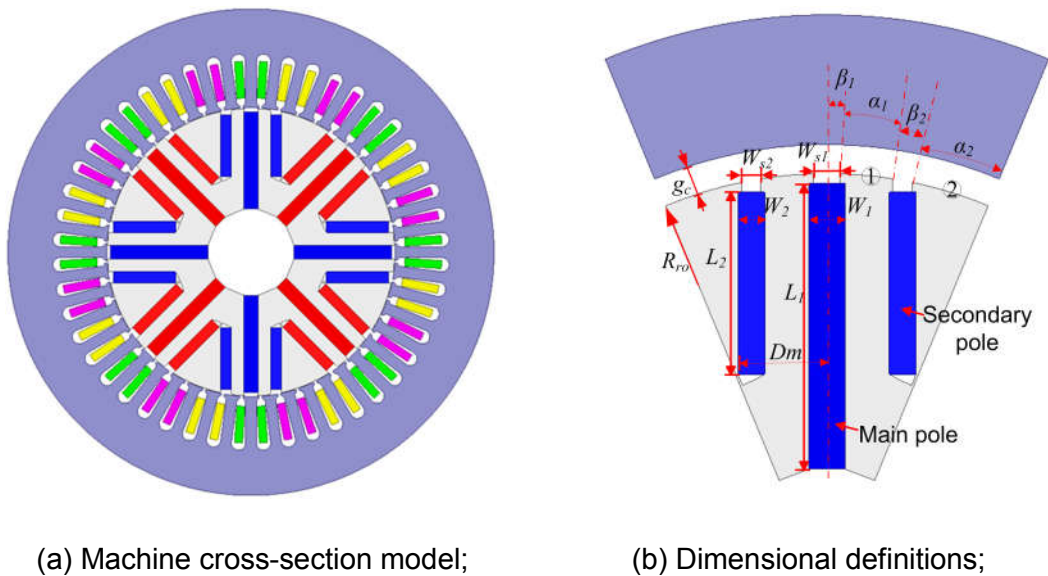 β1
α1
β2
α2
Ws2
Ws1
1
2
gc
W2
W1
Rro
L2
L1
Secondary
pole
Dm
Main pole
(a) Machine cross-section model;
(b) Dimensional definitions;